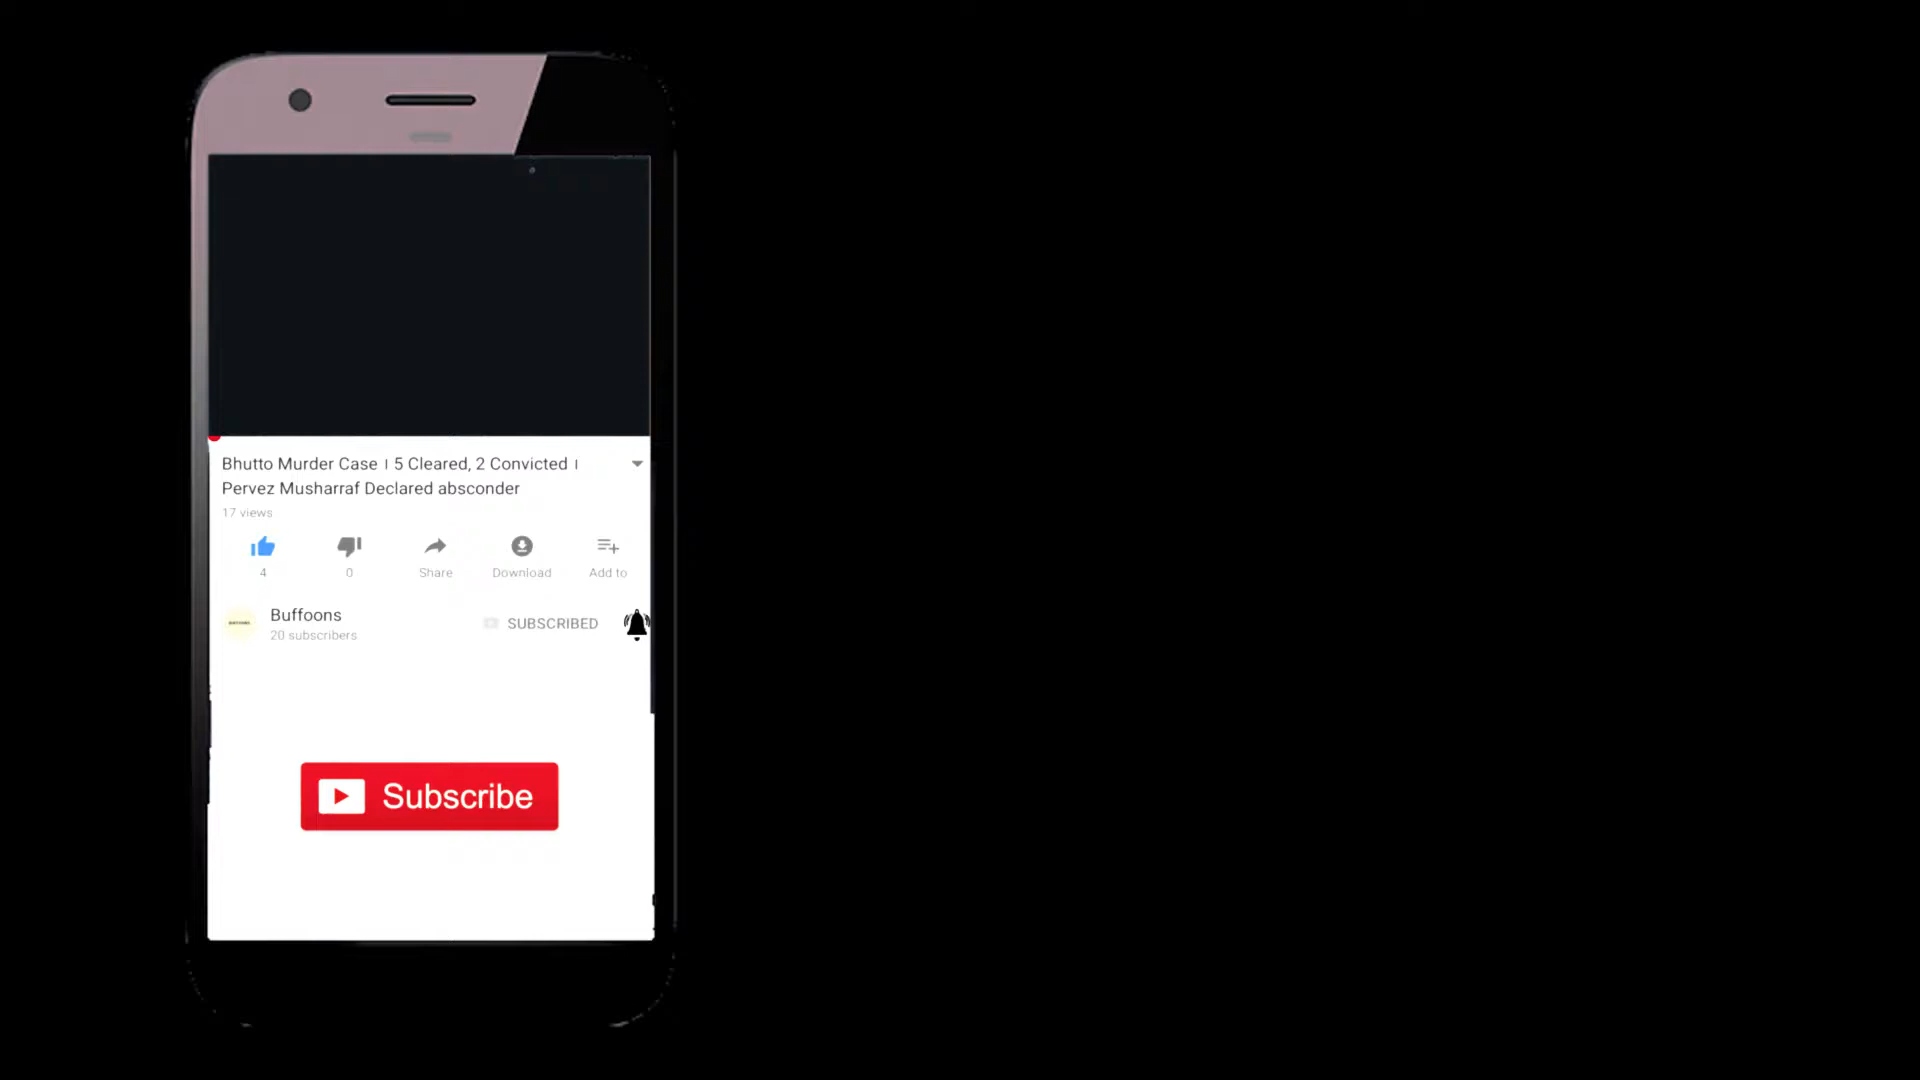 Bhutto Murder Case । 5 Cleared, 2 Convicted ।
Pervez Musharraf Declared absconder
17 views
4
0
Share
Download
Add to
Buffoons
20 subscribers
SUBSCRIBED
Subscribe